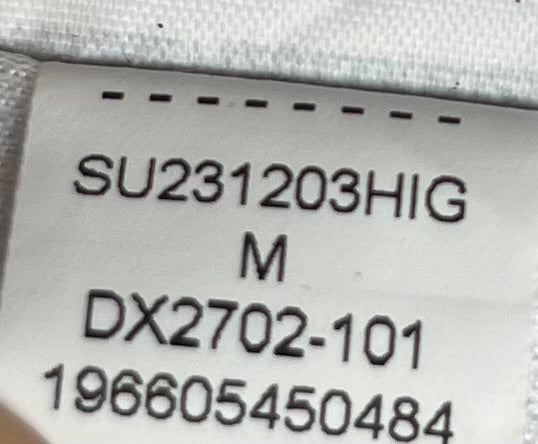 - - - - - - - -
SU231203HIG
M
DX2702-101
196605450484